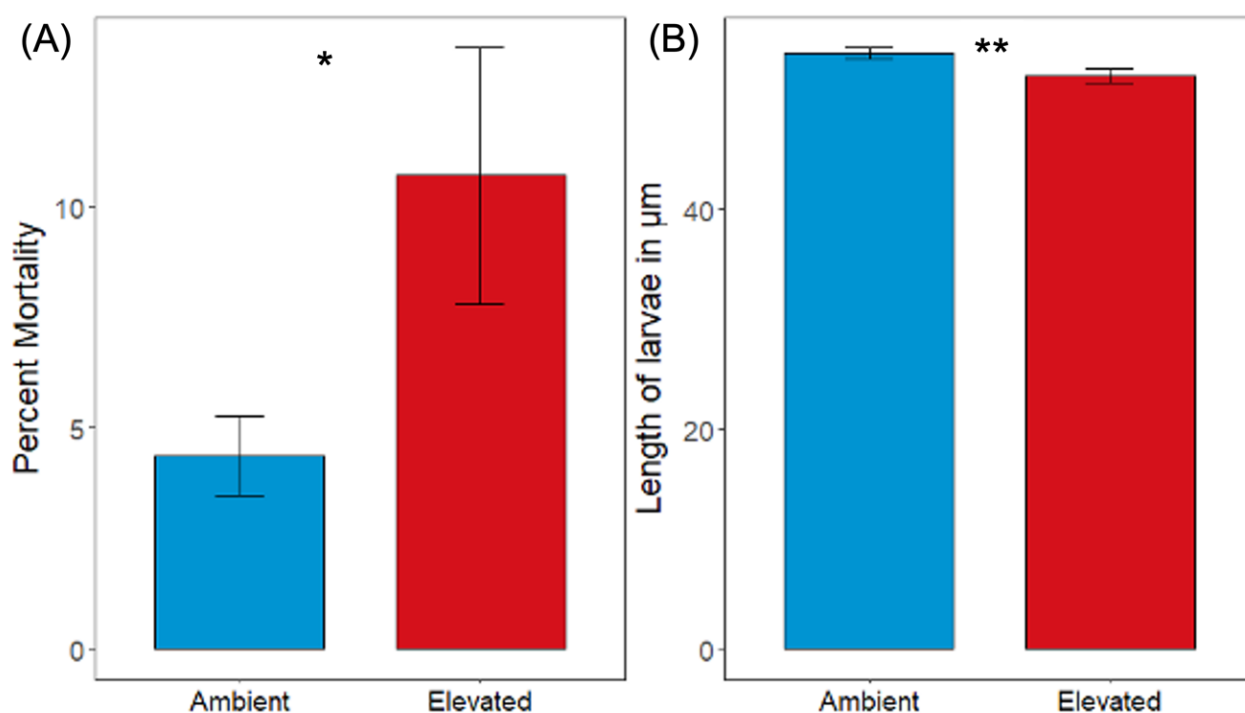 (A)
*
Percent Mortality
10
5
0
Ambient Elevated
(B)
**
Length of larvae in µm
40
20
0
Ambient Elevated